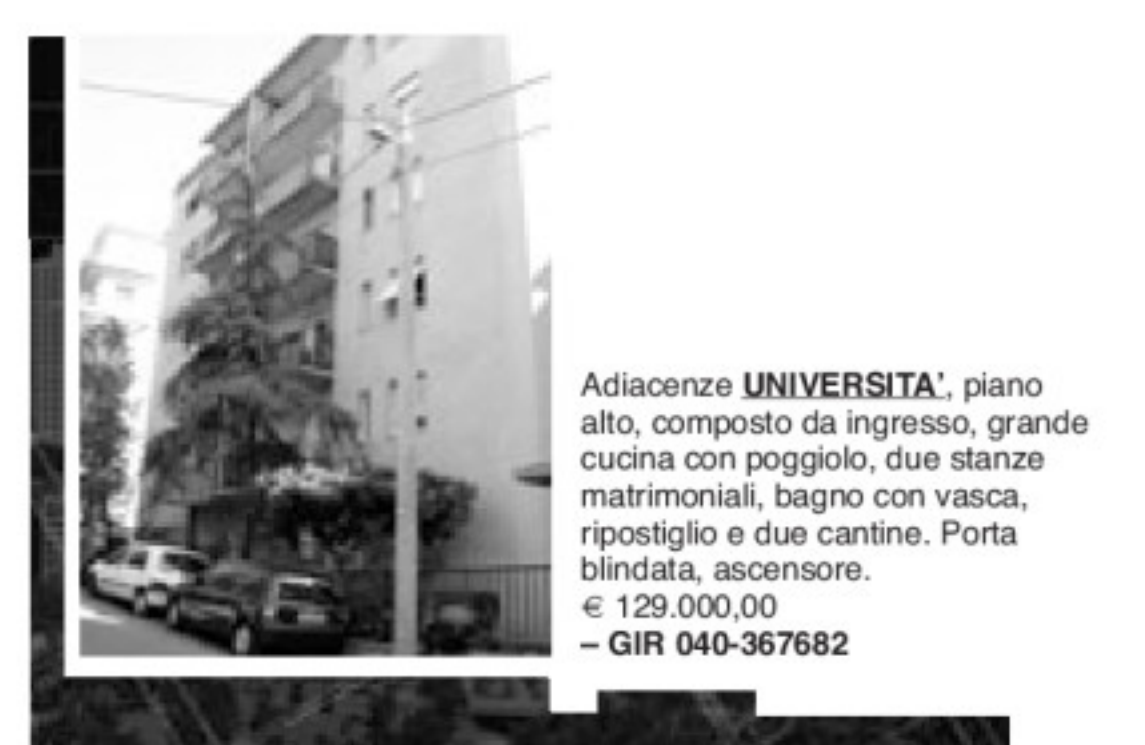 Adiacenze UNIVERSITA', piano
alto, composto da ingresso, grande
cucina con poggiolo, due stanze
matrimoniali, bagno con vasca,
ripostiglio e due cantine. Porta
blindata, ascensore.
€ 129.000,00
– GIR 040-367682